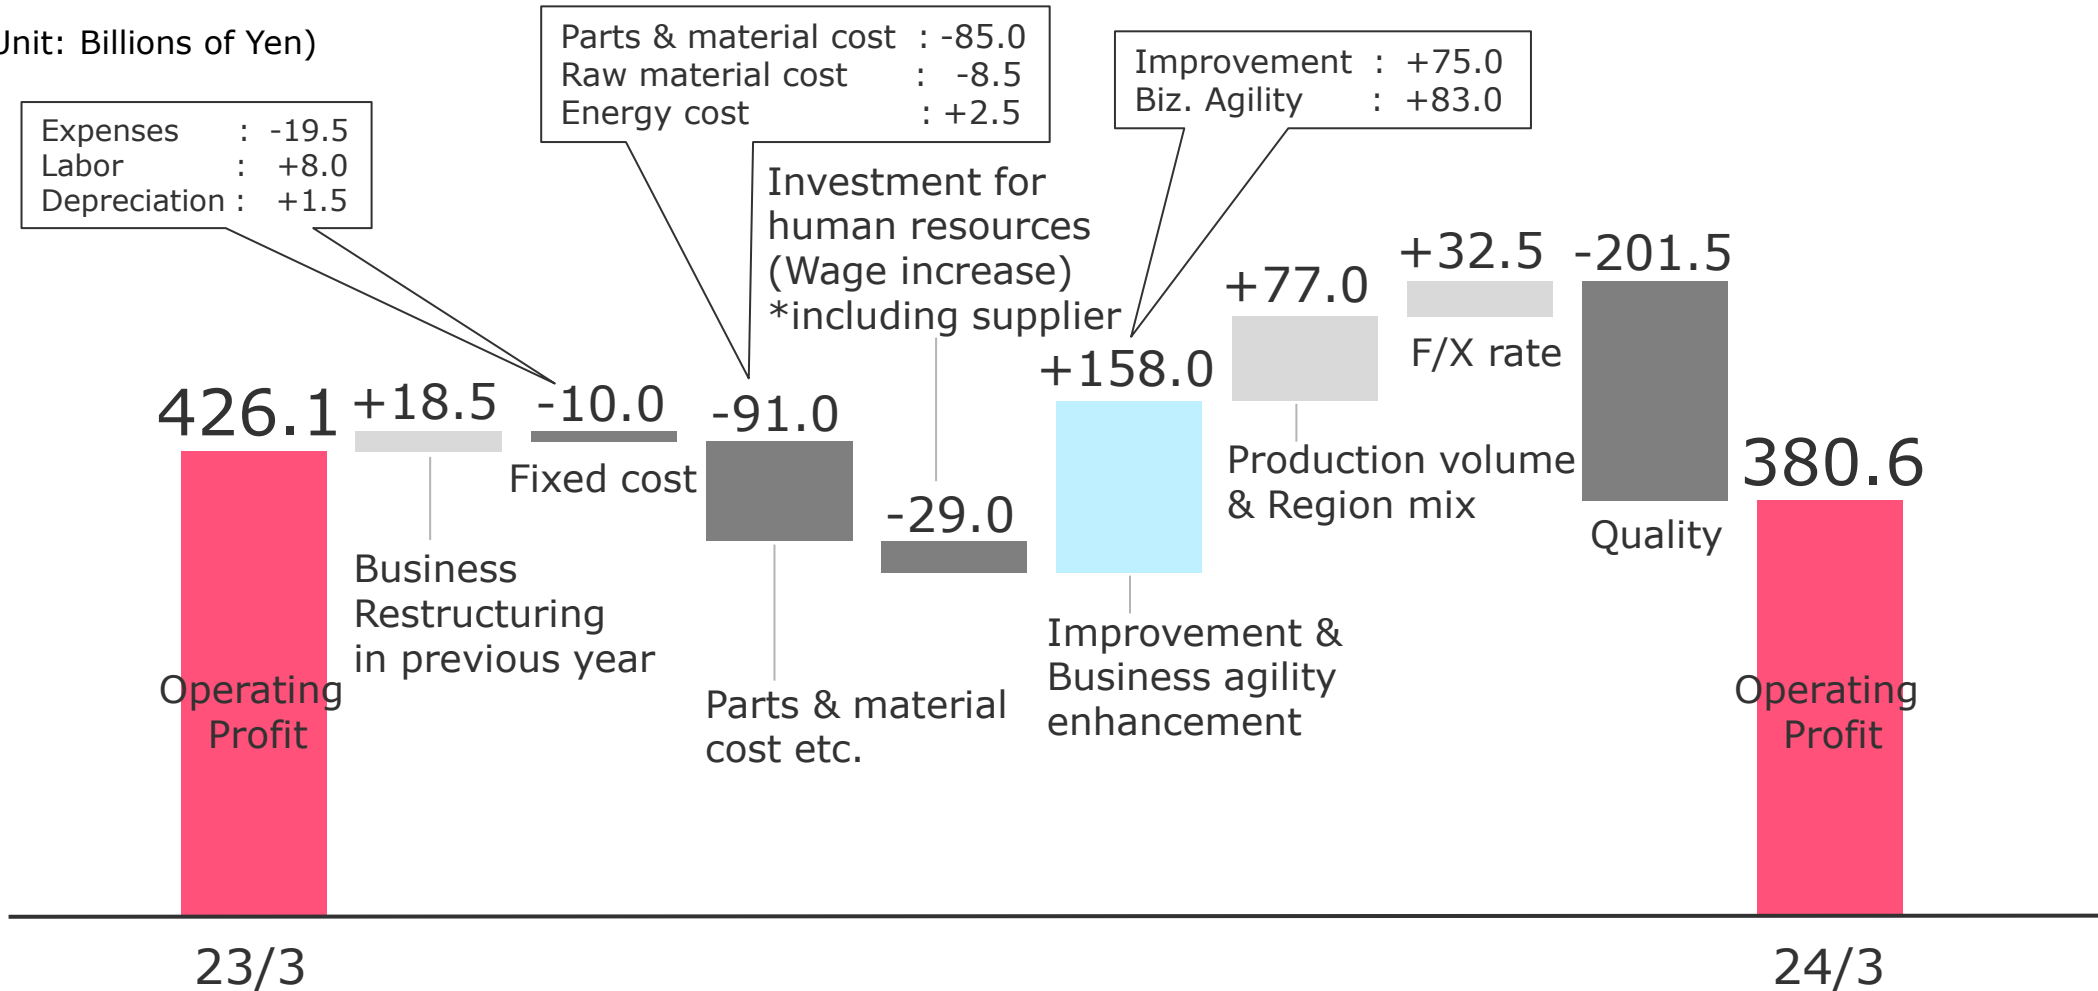 Unit: Billions of Yen)
Expenses : -19.5
Labor : +8.0
Depreciation : +1.5
Parts & material cost : -85.0
Raw material cost : -8.5
Energy cost : +2.5
Improvement : +75.0
Biz. Agility : +83.0
Investment for
human resources
(Wage increase)
*including supplier
426.1
+18.5
-10.0
-91.0
-29.0
+158.0
+77.0
+32.5
-201.5
380.6
Operating
Profit
Business
Restructuring
in previous year
Fixed cost
Parts & material
cost etc.
Improvement &
Business agility
enhancement
Production volume
& Region mix
F/X rate
Quality
Operating
Profit
23/3
24/3